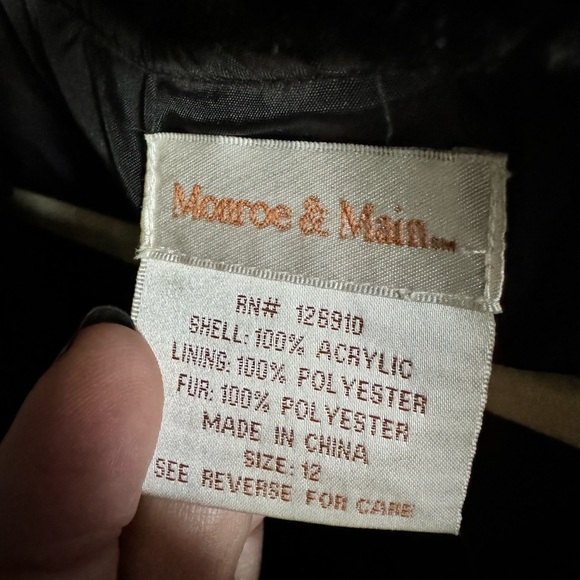 Monroe & Main SM
RN# 126910
SHELL: 100% ACRYLIC
LINING: 100% POLYESTER
FUR: 100% POLYESTER
MADE IN CHINA
SIZE: 12
SEE REVERSE FOR CARE